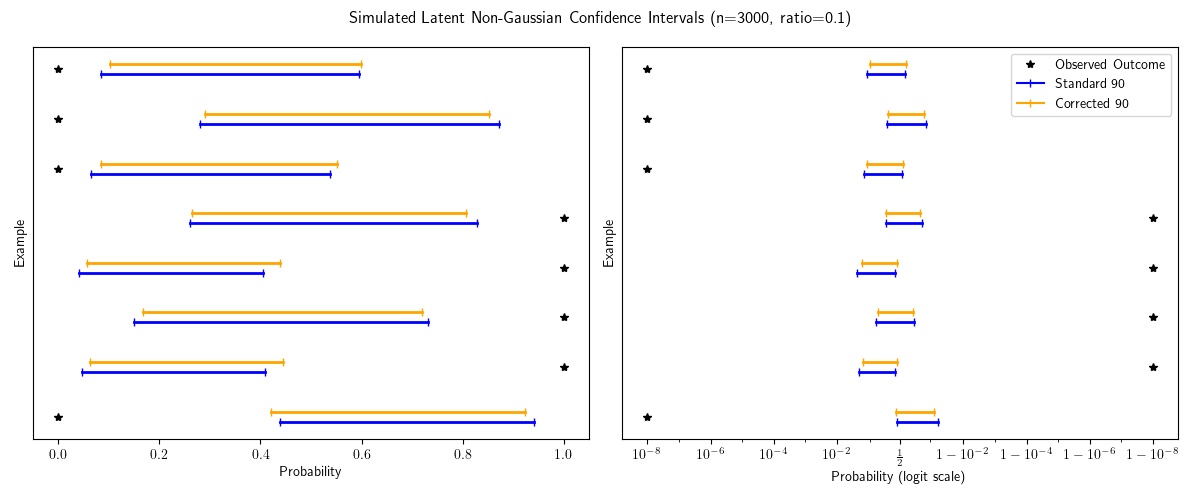 Simulated Latent Non-Gaussian Confidence Intervals (n=3000, ratio=0.1)
Example
0.0 0.2 0.4 0.6 0.8 1.0
Probability
Example
Observed Outcome
Standard 90
Corrected 90
10⁻⁸ 10⁻⁶ 10⁻⁴ 10⁻² 1/2 1 − 10⁻² 1 − 10⁻⁴ 1 − 10⁻⁶ 1 − 10⁻⁸
Probability (logit scale)